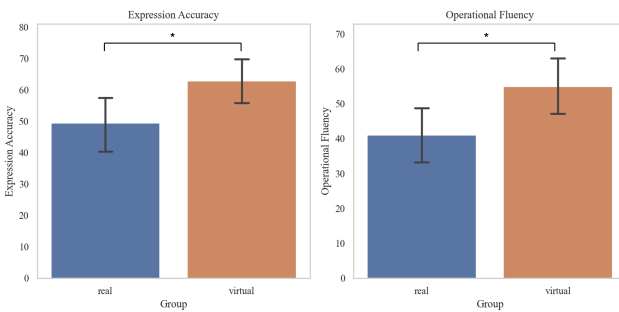 Expression Accuracy
80
70
60
50
40
30
20
10
0
Expression Accuracy
*
real
virtual
Group
Operational Fluency
70
60
50
40
30
20
10
0
Operational Fluency
*
real
virtual
Group